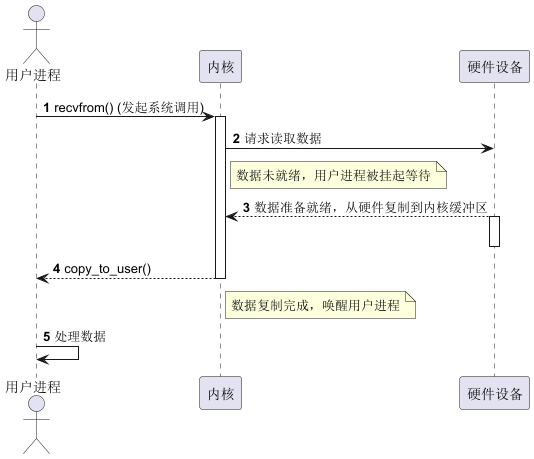 用户进程
内核
硬件设备
1 recvfrom() (发起系统调用)
2 请求读取数据
数据未就绪，用户进程被挂起等待
3 数据准备就绪，从硬件复制到内核缓冲区
4 copy_to_user()
数据复制完成，唤醒用户进程
5 处理数据
用户进程
内核
硬件设备